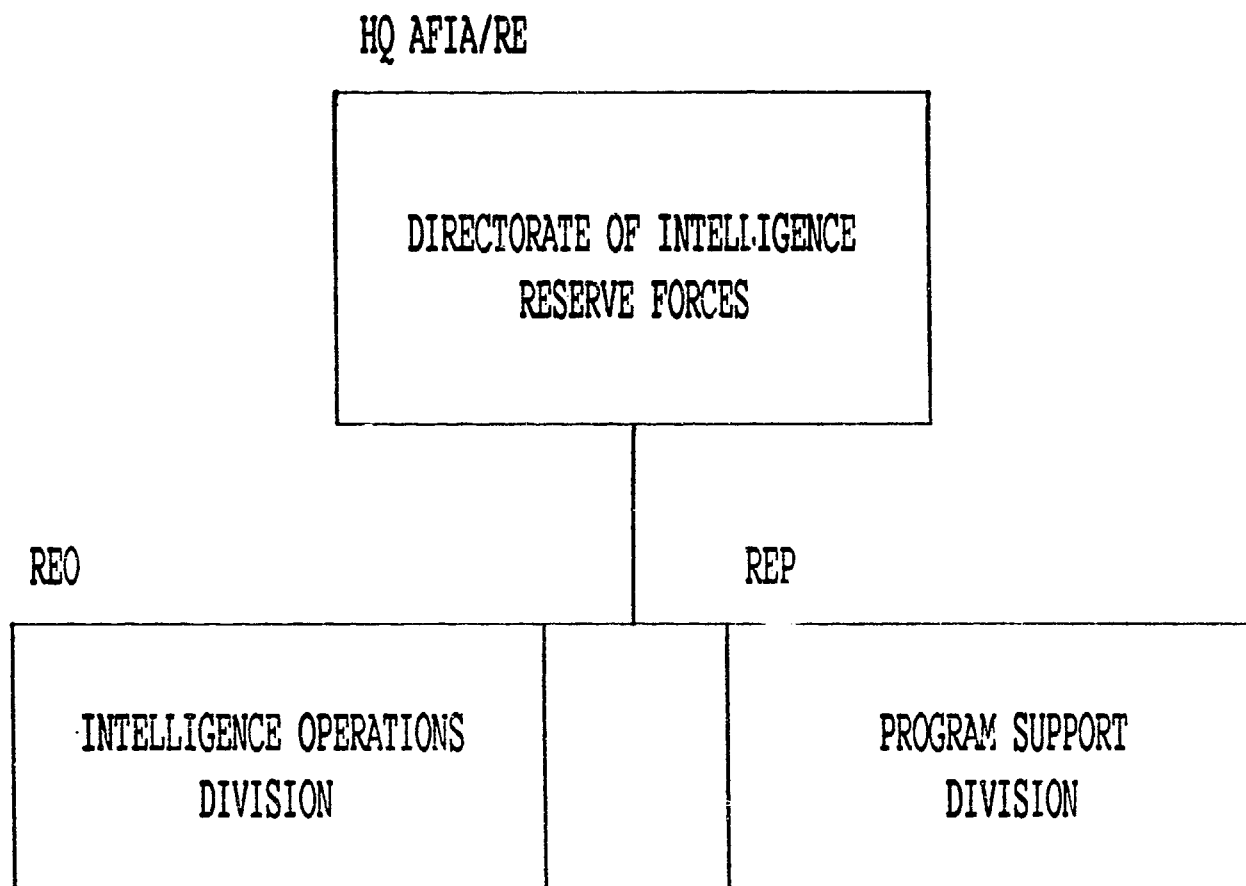 HQ AFIA/RE
DIRECTORATE OF INTELLIGENCE
RESERVE FORCES
REO
REP
INTELLIGENCE OPERATIONS
DIVISION
PROGRAM SUPPORT
DIVISION